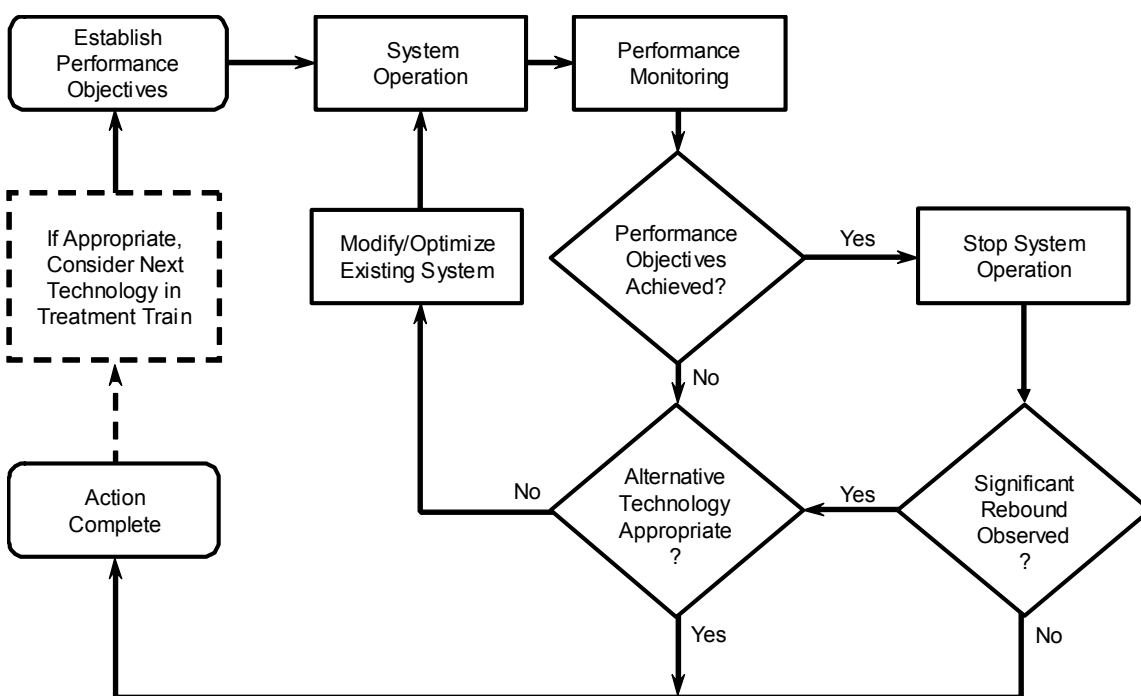 Establish
Performance
Objectives
System
Operation
Performance
Monitoring
If Appropriate,
Consider Next
Technology in
Treatment Train
Modify/Optimize
Existing System
Performance
Objectives
Achieved?
Yes
Stop System
Operation
No
Action
Complete
No
Alternative
Technology
Appropriate
?
Yes
Significant
Rebound
Observed
?
Yes
No